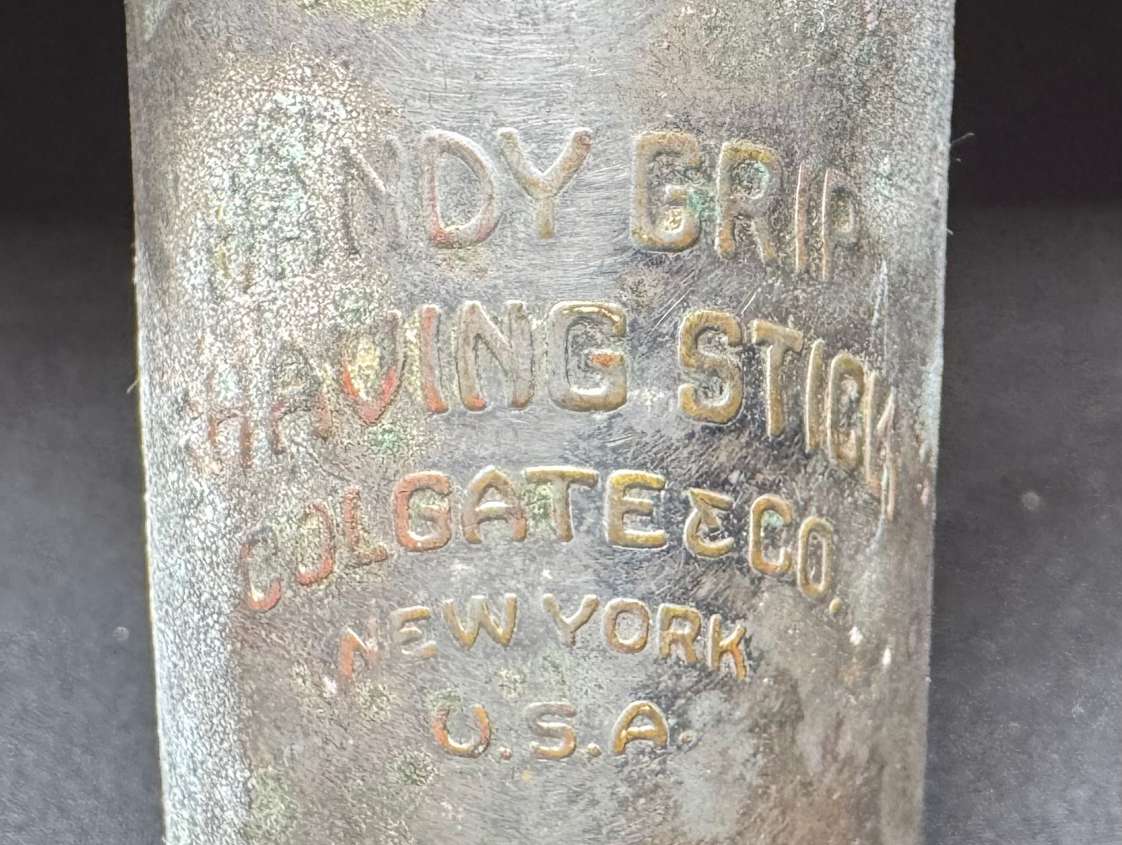 HANDY GRIP
SHAVING STICK
COLGATE & CO.
NEW YORK
U.S.A.